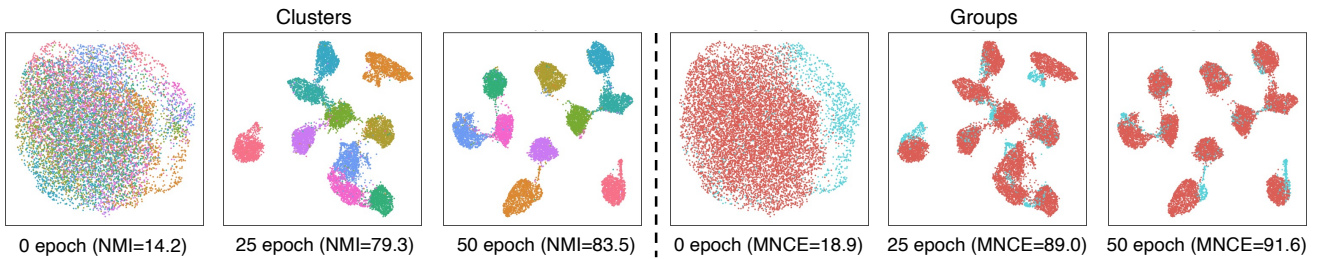 Clusters
Groups
0 epoch (NMI=14.2)
25 epoch (NMI=79.3)
50 epoch (NMI=83.5)
0 epoch (MNCE=18.9)
25 epoch (MNCE=89.0)
50 epoch (MNCE=91.6)